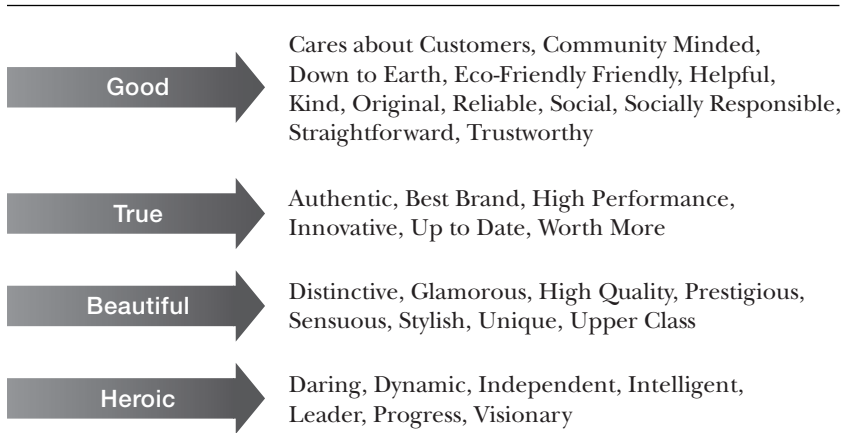 Good
Cares about Customers, Community Minded,
Down to Earth, Eco-Friendly Friendly, Helpful,
Kind, Original, Reliable, Social, Socially Responsible,
Straightforward, Trustworthy
True
Authentic, Best Brand, High Performance,
Innovative, Up to Date, Worth More
Beautiful
Distinctive, Glamorous, High Quality, Prestigious,
Sensuous, Stylish, Unique, Upper Class
Heroic
Daring, Dynamic, Independent, Intelligent,
Leader, Progress, Visionary